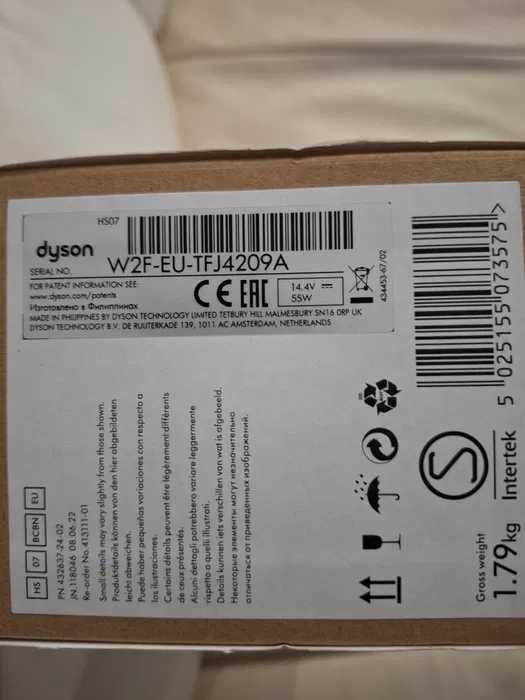 HS07
dyson
SERIAL NO. W2F-EU-TFJ4209A
FOR PATENT INFORMATION SEE:
www.dyson.com/patents
Изготовлено в Филиппинах
CE EAC
14.4V
55W
MADE IN PHILIPPINES BY DYSON TECHNOLOGY LIMITED TETBURY HILL MALMESBURY SN16 0RP UK
DYSON TECHNOLOGY B.V. DE RUITERKADE 139, 1011 AC AMSTERDAM, NETHERLANDS
434453-67/02
5 025155 073575 >
HS 07 BCBN EU
PN.432637-24-02
JN.118046 08.06.22
Re-order No.413111-01
Small details may vary slightly from those shown.
Produktdetails können von den hier abgebildeten
leicht abweichen.
Puede haber pequeñas variaciones con respecto a
las ilustraciones.
Certains détails peuvent être légèrement différents
de ceux présentés.
Alcuni dettagli potrebbero variare leggermente
rispetto a quelli illustrati.
Details kunnen iets verschillen van wat is afgebeeld.
Некоторые элементы могут незначительно
отличаться от приведенных изображений.
S
Intertek
Gross weight
1.79kg